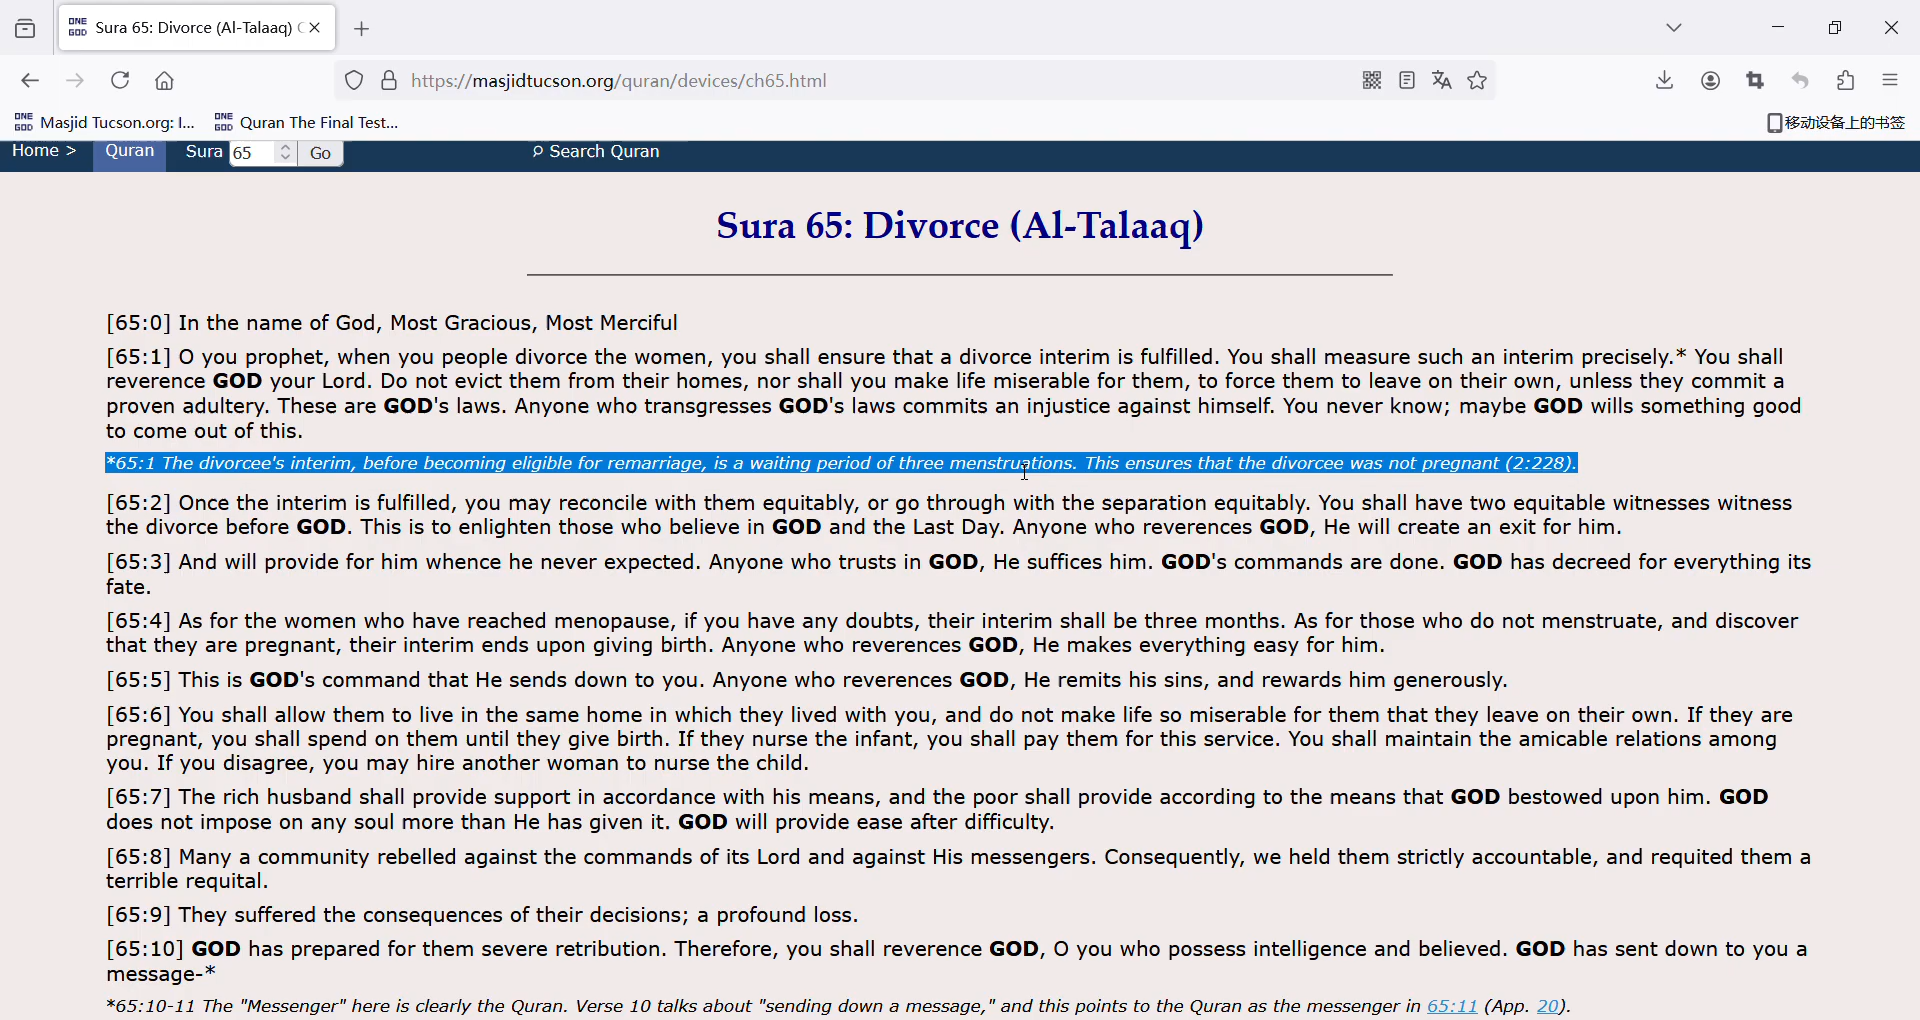 ONE GOD Sura 65: Divorce (Al-Talaaq)
https://masjidtucson.org/quran/devices/ch65.html
ONE GOD Masjid Tucson.org: I... ONE GOD Quran The Final Test... 移动设备上的书签
Home > Quran Sura 65 Go Search Quran
Sura 65: Divorce (Al-Talaaq)
[65:0] In the name of God, Most Gracious, Most Merciful
[65:1] O you prophet, when you people divorce the women, you shall ensure that a divorce interim is fulfilled. You shall measure such an interim precisely.* You shall
reverence GOD your Lord. Do not evict them from their homes, nor shall you make life miserable for them, to force them to leave on their own, unless they commit a
proven adultery. These are GOD's laws. Anyone who transgresses GOD's laws commits an injustice against himself. You never know; maybe GOD wills something good
to come out of this.
*65:1 The divorcee's interim, before becoming eligible for remarriage, is a waiting period of three menstruations. This ensures that the divorcee was not pregnant (2:228).
[65:2] Once the interim is fulfilled, you may reconcile with them equitably, or go through with the separation equitably. You shall have two equitable witnesses witness
the divorce before GOD. This is to enlighten those who believe in GOD and the Last Day. Anyone who reverences GOD, He will create an exit for him.
[65:3] And will provide for him whence he never expected. Anyone who trusts in GOD, He suffices him. GOD's commands are done. GOD has decreed for everything its
fate.
[65:4] As for the women who have reached menopause, if you have any doubts, their interim shall be three months. As for those who do not menstruate, and discover
that they are pregnant, their interim ends upon giving birth. Anyone who reverences GOD, He makes everything easy for him.
[65:5] This is GOD's command that He sends down to you. Anyone who reverences GOD, He remits his sins, and rewards him generously.
[65:6] You shall allow them to live in the same home in which they lived with you, and do not make life so miserable for them that they leave on their own. If they are
pregnant, you shall spend on them until they give birth. If they nurse the infant, you shall pay them for this service. You shall maintain the amicable relations among
you. If you disagree, you may hire another woman to nurse the child.
[65:7] The rich husband shall provide support in accordance with his means, and the poor shall provide according to the means that GOD bestowed upon him. GOD
does not impose on any soul more than He has given it. GOD will provide ease after difficulty.
[65:8] Many a community rebelled against the commands of its Lord and against His messengers. Consequently, we held them strictly accountable, and requited them a
terrible requital.
[65:9] They suffered the consequences of their decisions; a profound loss.
[65:10] GOD has prepared for them severe retribution. Therefore, you shall reverence GOD, O you who possess intelligence and believed. GOD has sent down to you a
message-*
*65:10-11 The "Messenger" here is clearly the Quran. Verse 10 talks about "sending down a message," and this points to the Quran as the messenger in 65:11 (App. 20).